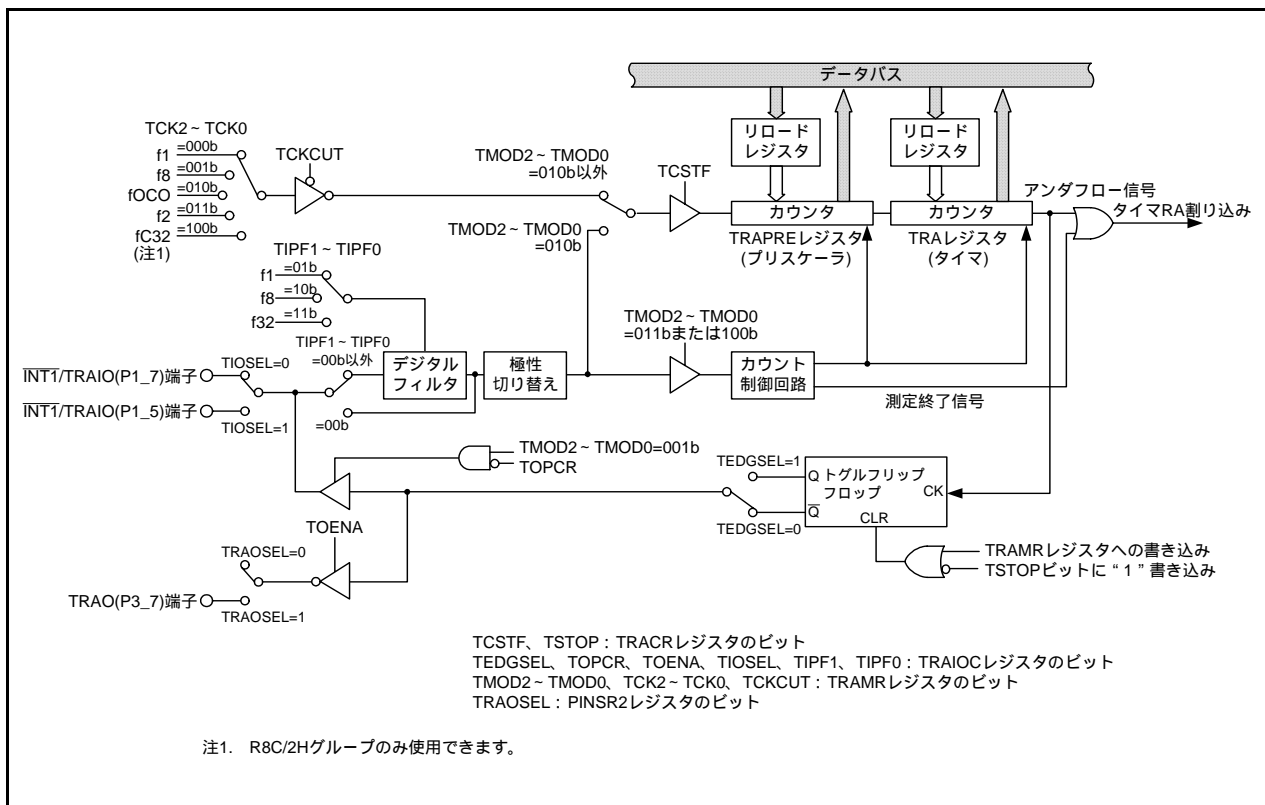 データバス
リロード
レジスタ
リロード
レジスタ
TCK2~TCK0
f1 =000b
f8 =001b
fOCO =010b
f2 =011b
fC32 =100b
(注1)
TCKCUT
TMOD2~TMOD0
=010b以外
TMOD2~TMOD0
=010b
TCSTF
カウンタ
TRAPREレジスタ
(プリスケーラ)
カウンタ
TRAレジスタ
(タイマ)
アンダフロー信号
タイマRA割り込み
TIPF1~TIPF0
f1 =01b
f8 =10b
f32 =11b
TIPF1~TIPF0
=00b以外
=00b
デジタル
フィルタ
極性
切り替え
TMOD2~TMOD0
=011bまたは100b
カウント
制御回路
測定終了信号
INT1/TRAIO(P1_7)端子
TIOSEL=0
INT1/TRAIO(P1_5)端子
TIOSEL=1
TMOD2~TMOD0=001b
TOPCR
TEDGSEL=1
TEDGSEL=0
Q トグルフリップ
フロップ
CK
Q
CLR
TRAMRレジスタへの書き込み
TSTOPビットに“1”書き込み
TOENA
TRAOSEL=0
TRAO(P3_7)端子
TRAOSEL=1
TCSTF、TSTOP:TRACRレジスタのビット
TEDGSEL、TOPCR、TOENA、TIOSEL、TIPF1、TIPF0:TRAIOCレジスタのビット
TMOD2~TMOD0、TCK2~TCK0、TCKCUT:TRAMRレジスタのビット
TRAOSEL:PINSR2レジスタのビット
注1. R8C/2Hグループのみ使用できます。